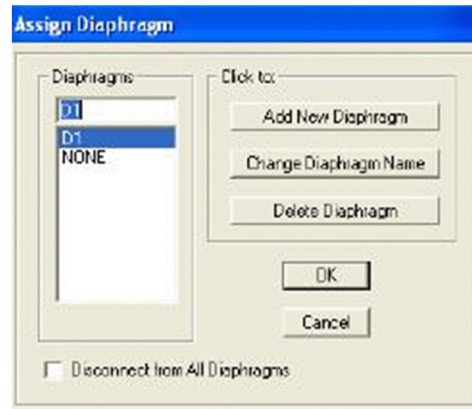 Assign Diaphragm
Diaphragms
D1
D1
NONE
Click to:
Add New Diaphragm
Change Diaphragm Name
Delete Diaphragm
OK
Cancel
Disconnect from All Diaphragms